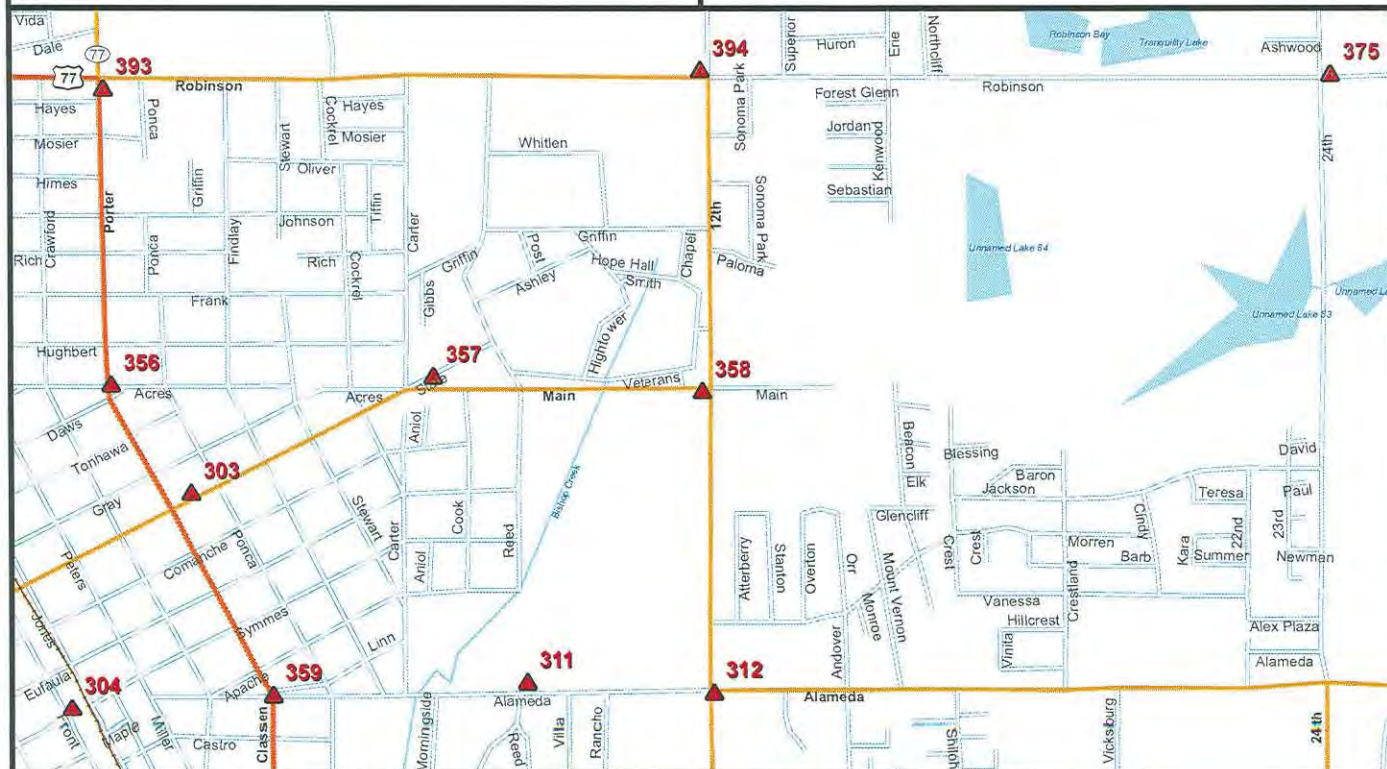 Vida
Superior
Huron
Erie
Northcliff
Robinson Bay
Tranquility Lake
Ashwood
Dale
77
77
393
394
375
Robinson
Robinson
Hayes
Ponca
Cockrel
Hayes
Sonoma Park
Forest Glenn
Mosier
Stewart
Mosier
Whitlen
Jordan
Kenwood
24th
Himes
Griffin
Oliver
Tiffin
Sebastian
Crawford
Porter
Johnson
Carter
12th
Sonoma Park
Rich
Ponca
Findlay
Rich
Cockrel
Griffin
Post
Griffin
Hope Hall
Chapel
Paloma
Unnamed Lake 64
Frank
Gibbs
Ashley
Smith
Unnamed Lake 63
Hughbert
Hightower
356
357
358
Acres
Acres
Main
Veterans
Main
Daws
Tonhawa
Aniol
Beacon
Blessing
David
303
Gray
Elk
Baron
Jackson
Teresa
Paul
Bishop Creek
Stewart
Cook
Reed
Glencliff
Cindy
22nd
23rd
Peters
Comanche
Ponca
Carter
Aniol
Atterberry
Stanton
Overton
Orr
Mount Vernon
Crest
Crest
Morren
Barb
Kara
Summer
Newman
Symmes
Monroe
Vanessa
Crestland
Jones
Linn
Andover
Hillcrest
Vinita
Alex Plaza
Eufaula
Apache
359
311
312
Alameda
304
Alameda
Alameda
Front
Maple
Miller
Castro
Classen
Morningside
Reed
Villa
Rancho
Shiloh
Vicksburg
24th